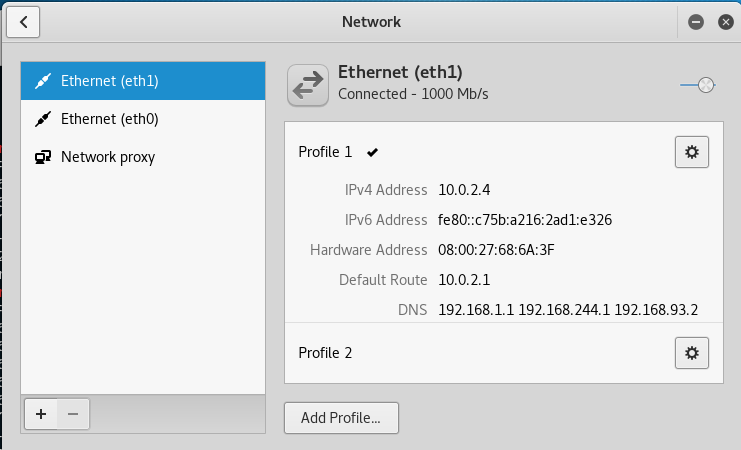 Network
Ethernet (eth1)
Ethernet (eth0)
Network proxy
Ethernet (eth1)
Connected - 1000 Mb/s
Profile 1
IPv4 Address 10.0.2.4
IPv6 Address fe80::c75b:a216:2ad1:e326
Hardware Address 08:00:27:68:6A:3F
Default Route 10.0.2.1
DNS 192.168.1.1 192.168.244.1 192.168.93.2
Profile 2
Add Profile...